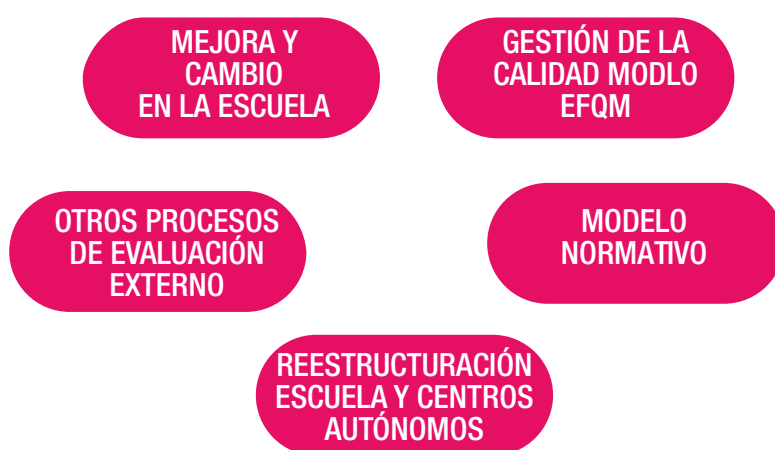 MEJORA Y
CAMBIO
EN LA ESCUELA
GESTIÓN DE LA
CALIDAD MODLO
EFQM
OTROS PROCESOS
DE EVALUACIÓN
EXTERNO
MODELO
NORMATIVO
REESTRUCTURACIÓN
ESCUELA Y CENTROS
AUTÓNOMOS